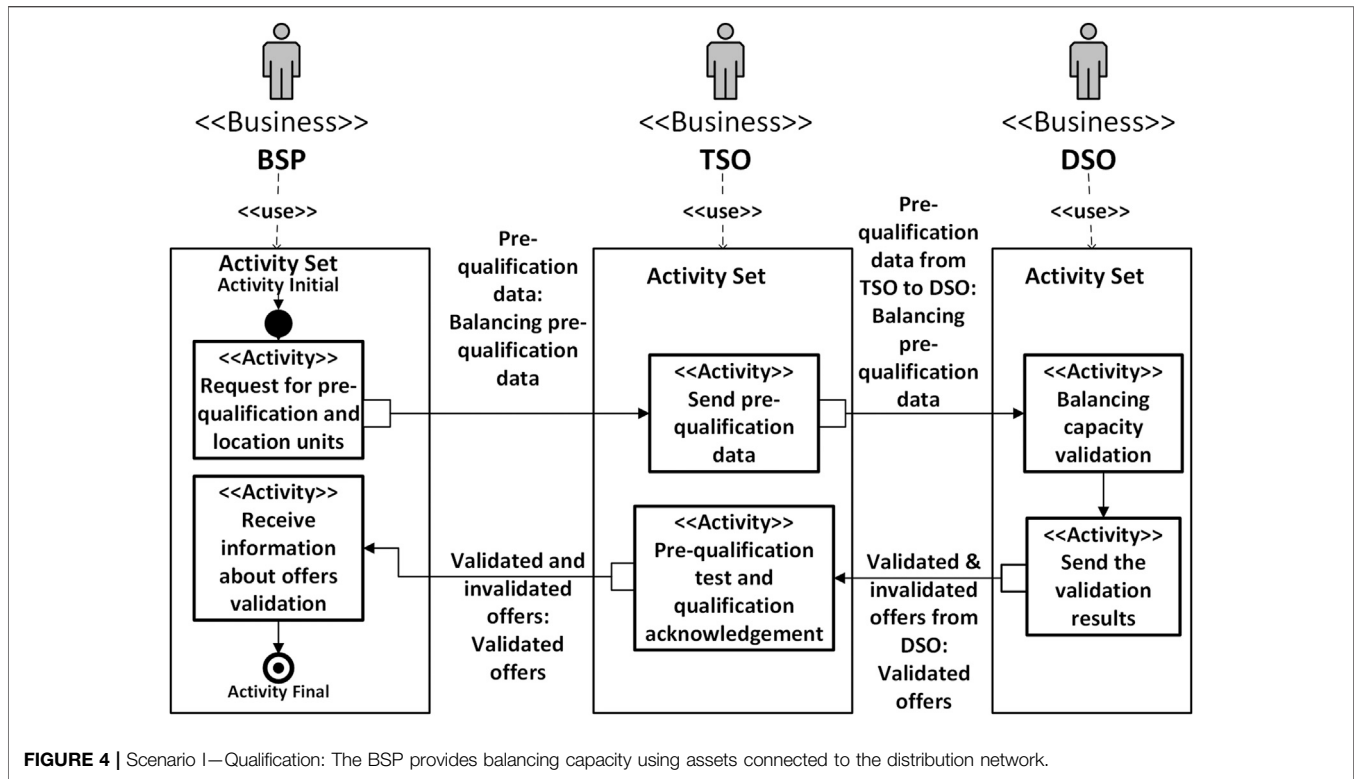 <<Business>>
BSP
<<use>>
<<Business>>
TSO
<<use>>
<<Business>>
DSO
<<use>>
Activity Set
Activity Initial
<<Activity>>
Request for pre-
qualification and
location units
<<Activity>>
Receive
information
about offers
validation
Activity Final
Pre-
qualification
data:
Balancing pre-
qualification
data
Validated and
invalidated
offers:
Validated
offers
Activity Set
<<Activity>>
Send pre-
qualification
data
<<Activity>>
Pre-qualification
test and
qualification
acknowledgement
Pre-
qualification
data from
TSO to DSO:
Balancing
pre-
qualification
data
Validated &
invalidated
offers from
DSO:
Validated
offers
Activity Set
<<Activity>>
Balancing
capacity
validation
<<Activity>>
Send the
validation
results
FIGURE 4 | Scenario I—Qualification: The BSP provides balancing capacity using assets connected to the distribution network.